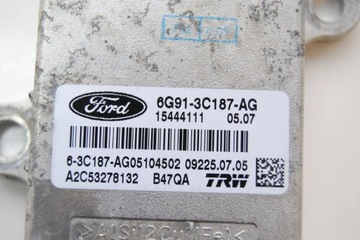 Ford
6G91-3C187-AG
15444111 05.07
6-3C187-AG05104502 09225.07.05
A2C53278132 B47QA TRW